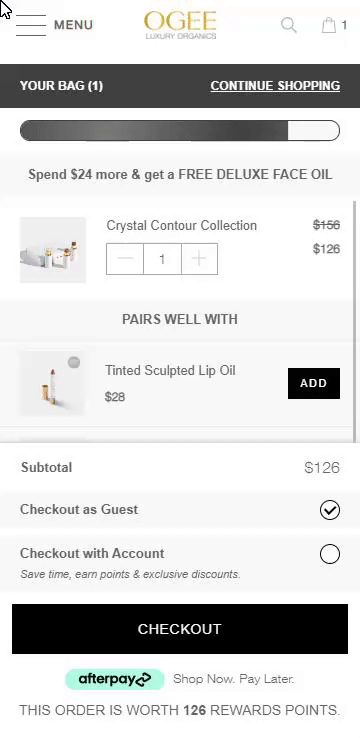 MENU
OGEE
LUXURY ORGANICS
1
YOUR BAG (1)
CONTINUE SHOPPING
Spend $24 more & get a FREE DELUXE FACE OIL
Crystal Contour Collection
$156
1
$126
PAIRS WELL WITH
Tinted Sculpted Lip Oil
$28
ADD
Subtotal
$126
Checkout as Guest
Checkout with Account
Save time, earn points & exclusive discounts.
CHECKOUT
afterpay Shop Now. Pay Later.
THIS ORDER IS WORTH 126 REWARDS POINTS.